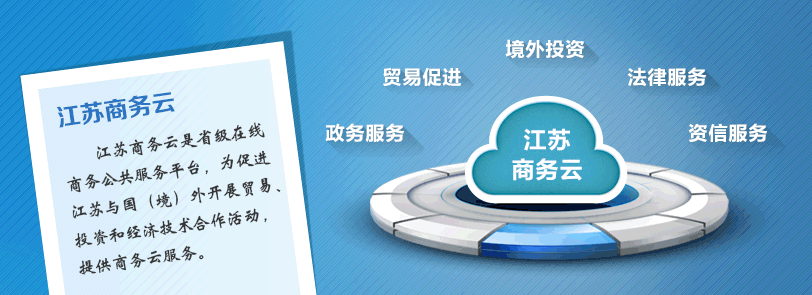 江苏商务云
江苏商务云是省级在线
商务公共服务平台，为促进
江苏与国（境）外开展贸易、
投资和经济技术合作活动，
提供商务云服务。
政务服务
贸易促进
境外投资
法律服务
资信服务
江苏
商务云